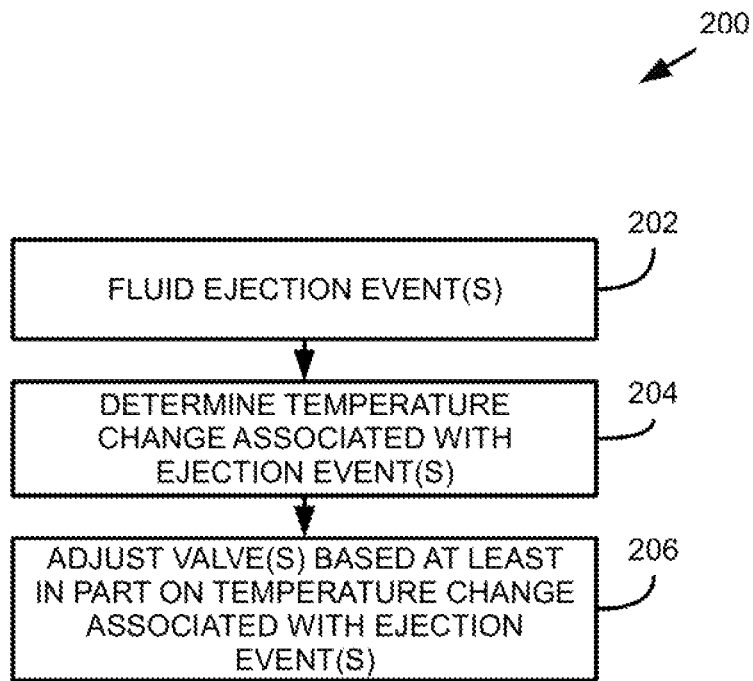 200
202
FLUID EJECTION EVENT(S)
204
DETERMINE TEMPERATURE
CHANGE ASSOCIATED WITH
EJECTION EVENT(S)
206
ADJUST VALVE(S) BASED AT LEAST
IN PART ON TEMPERATURE CHANGE
ASSOCIATED WITH EJECTION
EVENT(S)